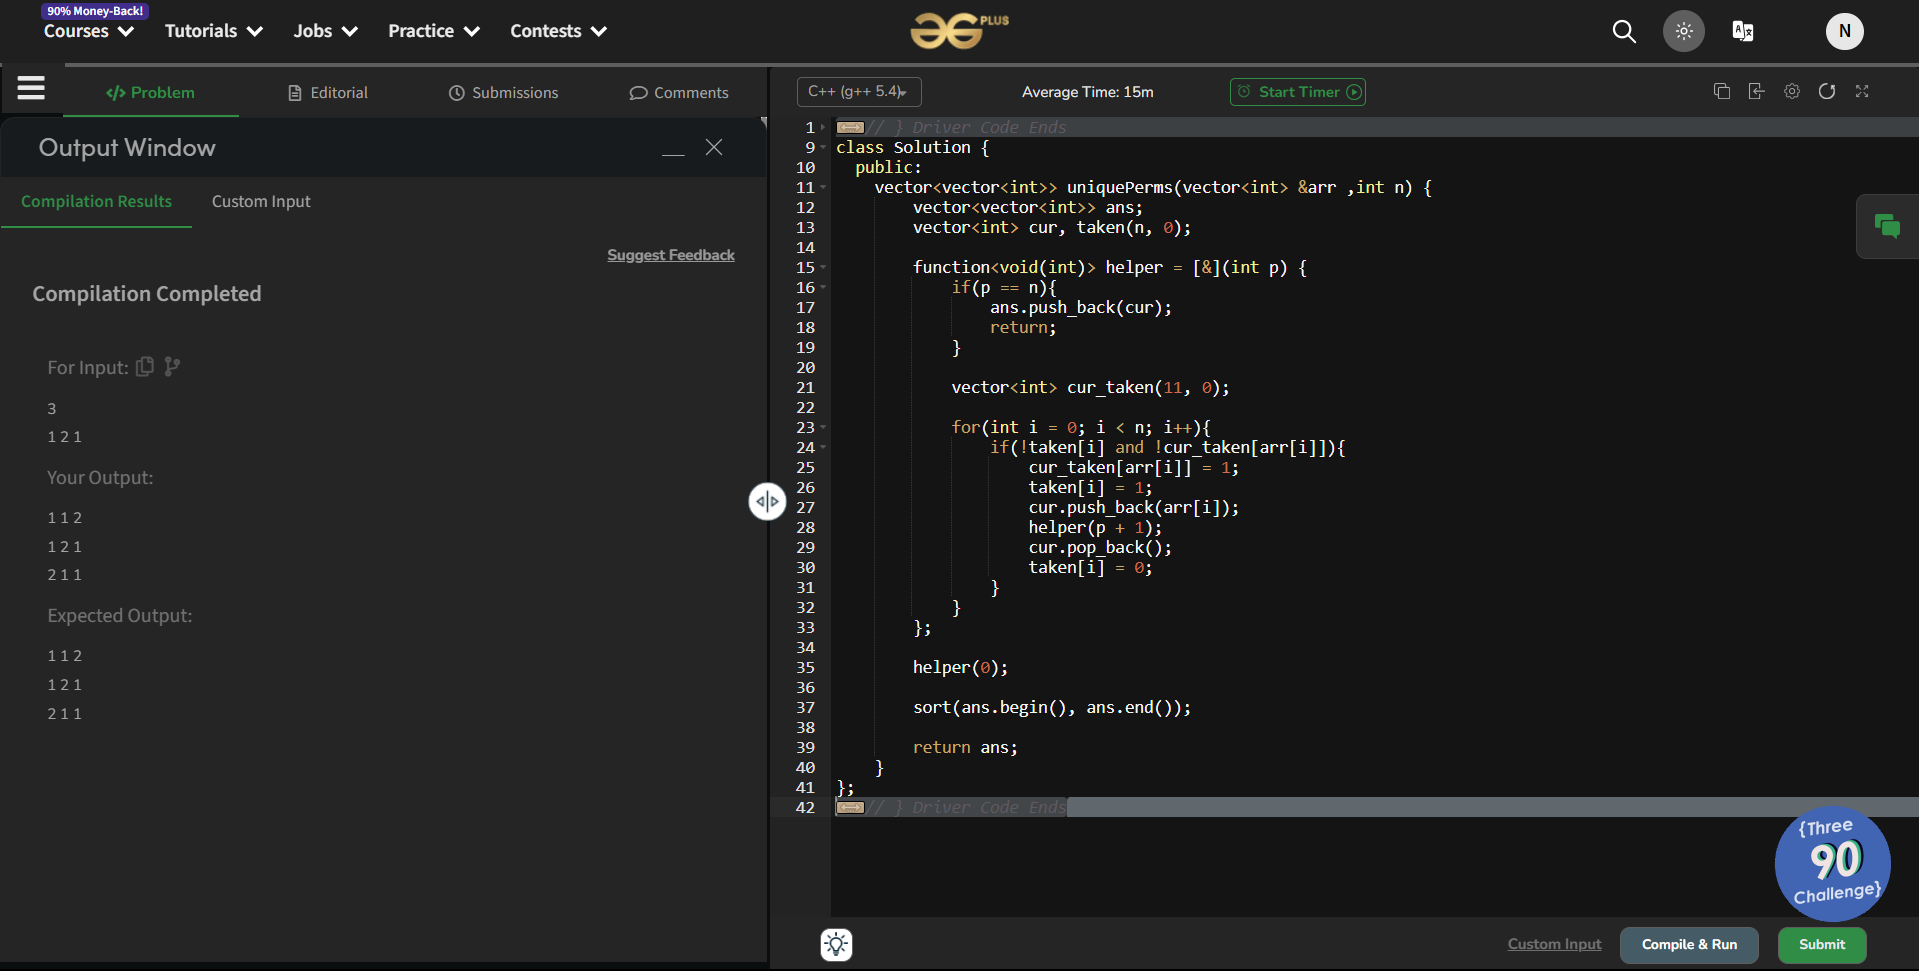 90% Money-Back!
Courses Tutorials Jobs Practice Contests
PLUS
N
Problem Editorial Submissions Comments
C++ (g++ 5.4) Average Time: 15m Start Timer
Output Window
Compilation Results Custom Input
Suggest Feedback
Compilation Completed
For Input:
3
1 2 1
Your Output:
1 1 2
1 2 1
2 1 1
Expected Output:
1 1 2
1 2 1
2 1 1
1 // } Driver Code Ends
9 class Solution {
10 public:
11 vector<vector<int>> uniquePerms(vector<int> &arr ,int n) {
12 vector<vector<int>> ans;
13 vector<int> cur, taken(n, 0);
14
15 function<void(int)> helper = [&](int p) {
16 if(p == n){
17 ans.push_back(cur);
18 return;
19 }
20
21 vector<int> cur_taken(11, 0);
22
23 for(int i = 0; i < n; i++){
24 if(!taken[i] and !cur_taken[arr[i]]){
25 cur_taken[arr[i]] = 1;
26 taken[i] = 1;
27 cur.push_back(arr[i]);
28 helper(p + 1);
29 cur.pop_back();
30 taken[i] = 0;
31 }
32 }
33 };
34
35 helper(0);
36
37 sort(ans.begin(), ans.end());
38
39 return ans;
40 }
41 };
42 // } Driver Code Ends
{Three
90
Challenge}
Custom Input Compile & Run Submit